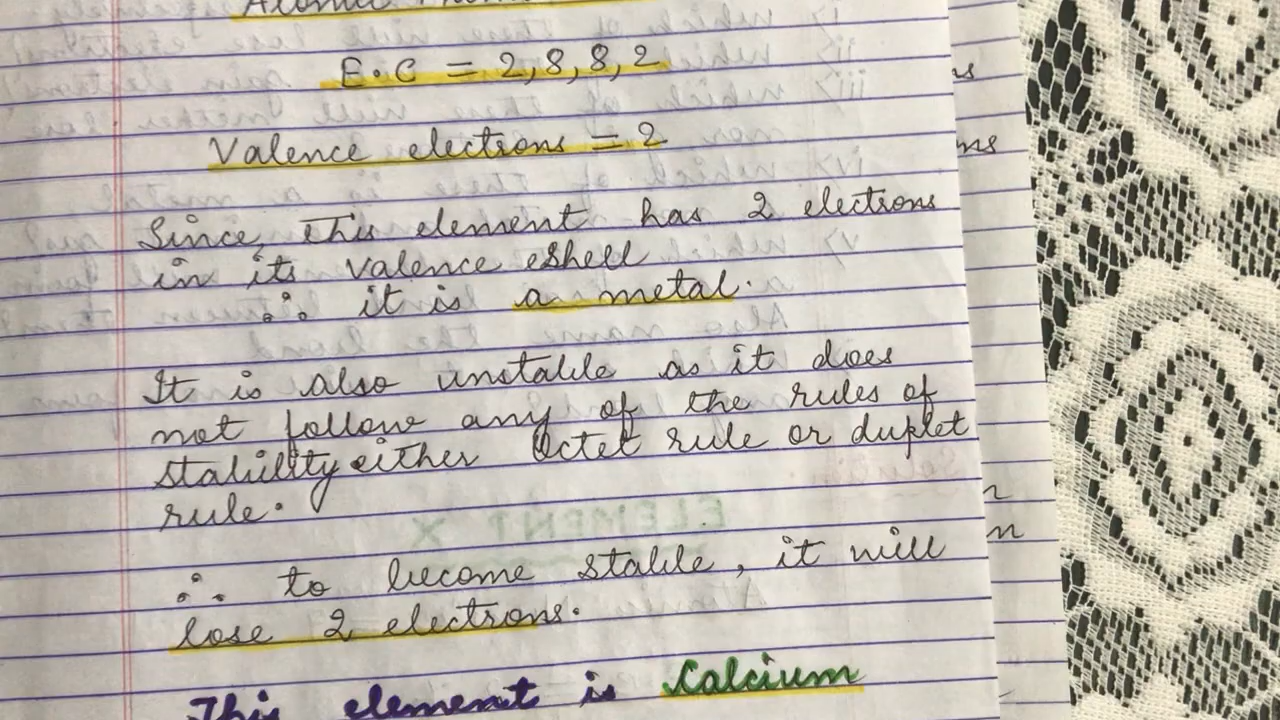 E.C = 2, 8, 8, 2
Valence electrons = 2
Since, this element has 2 electrons
in its valence shell
∴ it is a metal.
It is also unstable as it does
not follow any of the rules of
stability either Octet rule or duplet
rule.
∴ to become stable, it will
lose 2 electrons.
This element is Calcium